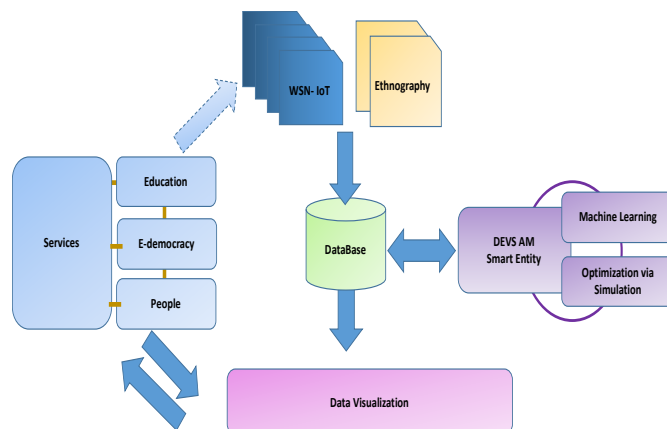 WSN- IoT
Ethnography
Education
Services
E-democracy
People
DataBase
DEVS AM
Smart Entity
Machine Learning
Optimization via
Simulation
Data Visualization